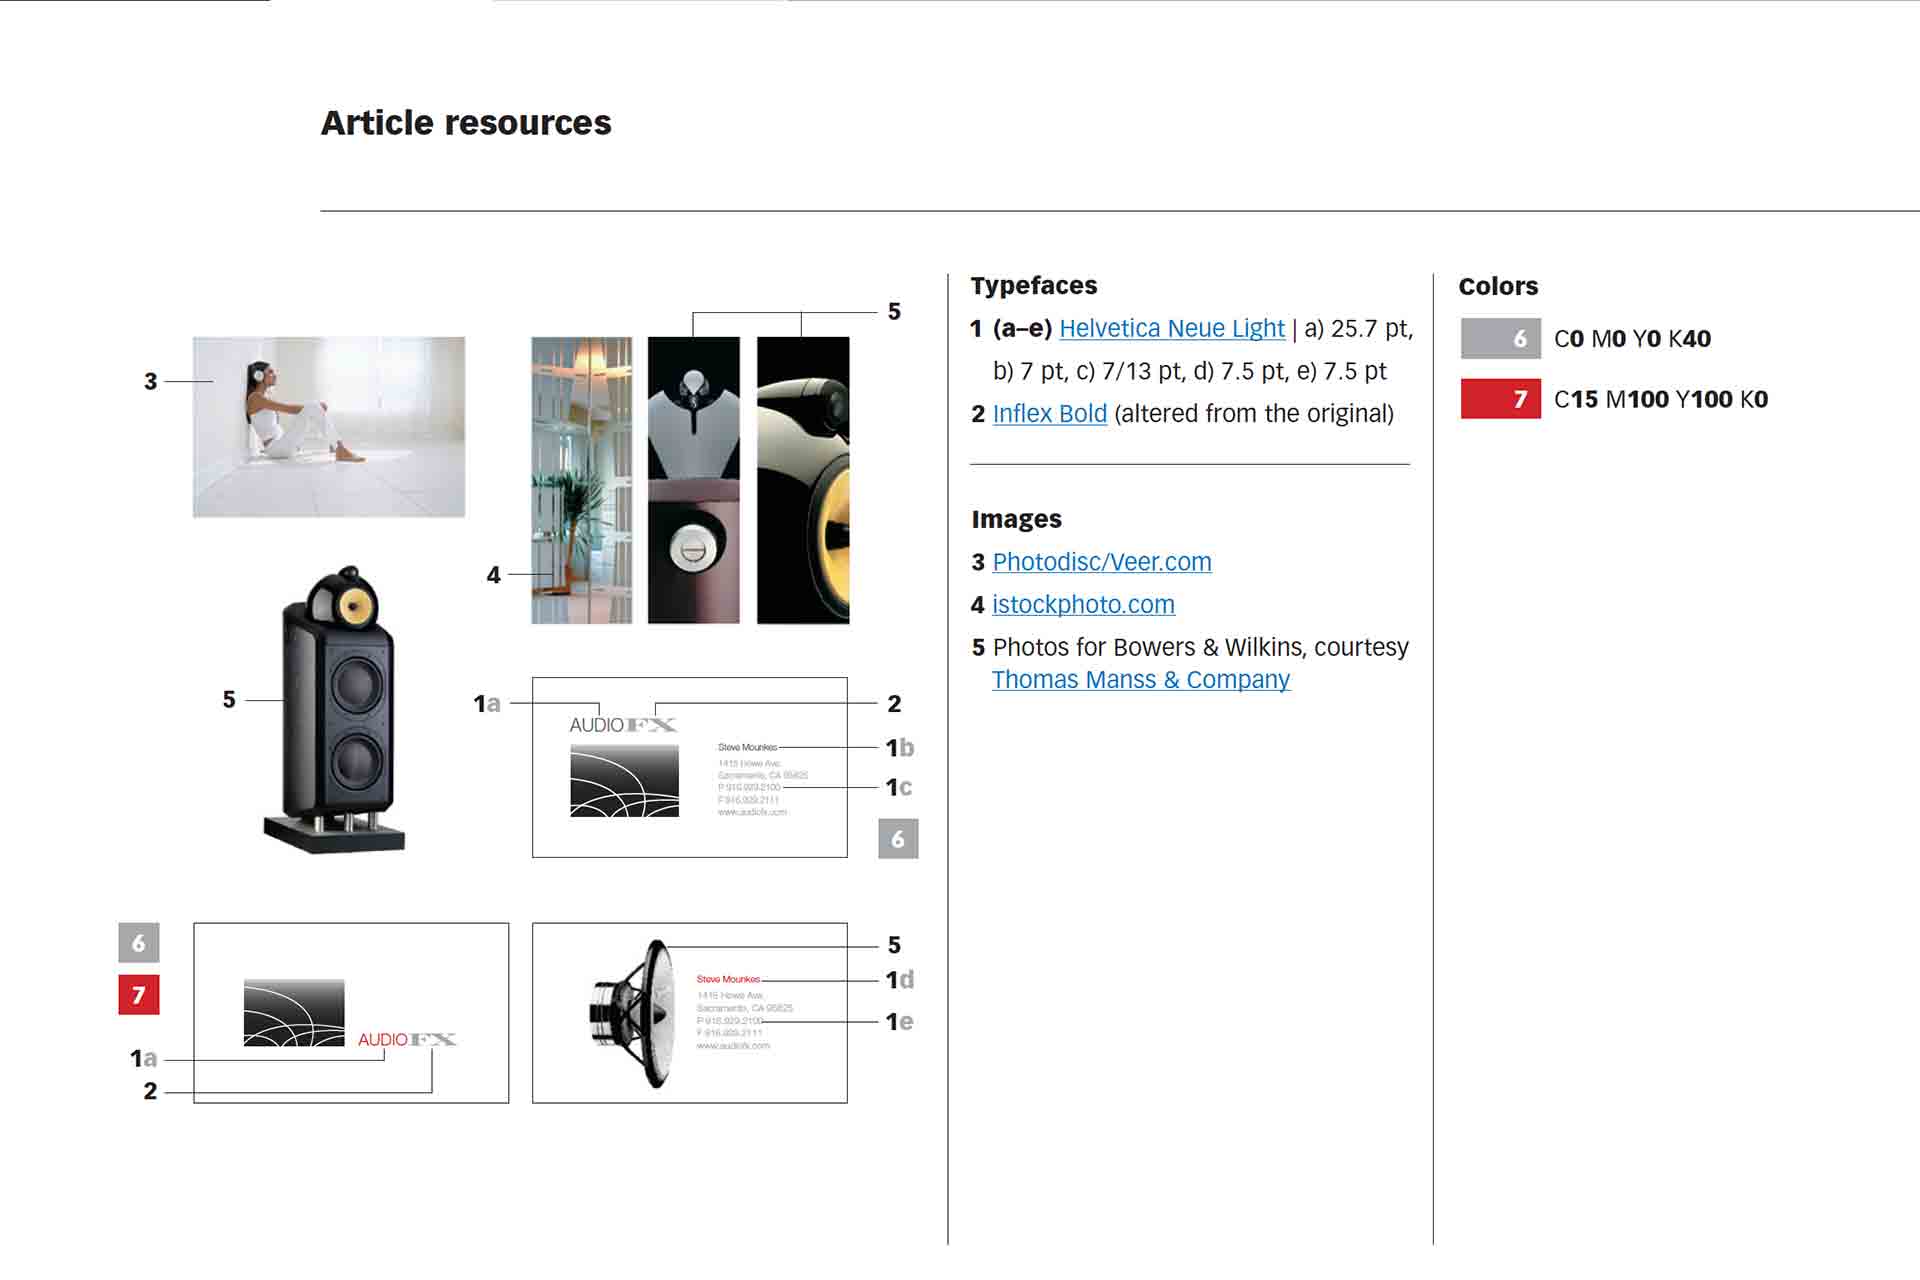 Article resources
5
3
4
5
1a
2
AUDIOFX
Steve Mounkes
1b
1415 Howe Ave.
Sacramento, CA 95825
P 916.929.2100
1c
F 916.929.2111
www.audiofx.com
6
6
7
AUDIOFX
1a
2
5
Steve Mounkes
1d
1415 Howe Ave.
Sacramento, CA 95825
P 916.929.2100
1e
F 916.929.2111
www.audiofx.com
Typefaces
1 (a–e) Helvetica Neue Light | a) 25.7 pt,
b) 7 pt, c) 7/13 pt, d) 7.5 pt, e) 7.5 pt
2 Inflex Bold (altered from the original)
Images
3 Photodisc/Veer.com
4 istockphoto.com
5 Photos for Bowers & Wilkins, courtesy
Thomas Manss & Company
Colors
6 C0 M0 Y0 K40
7 C15 M100 Y100 K0